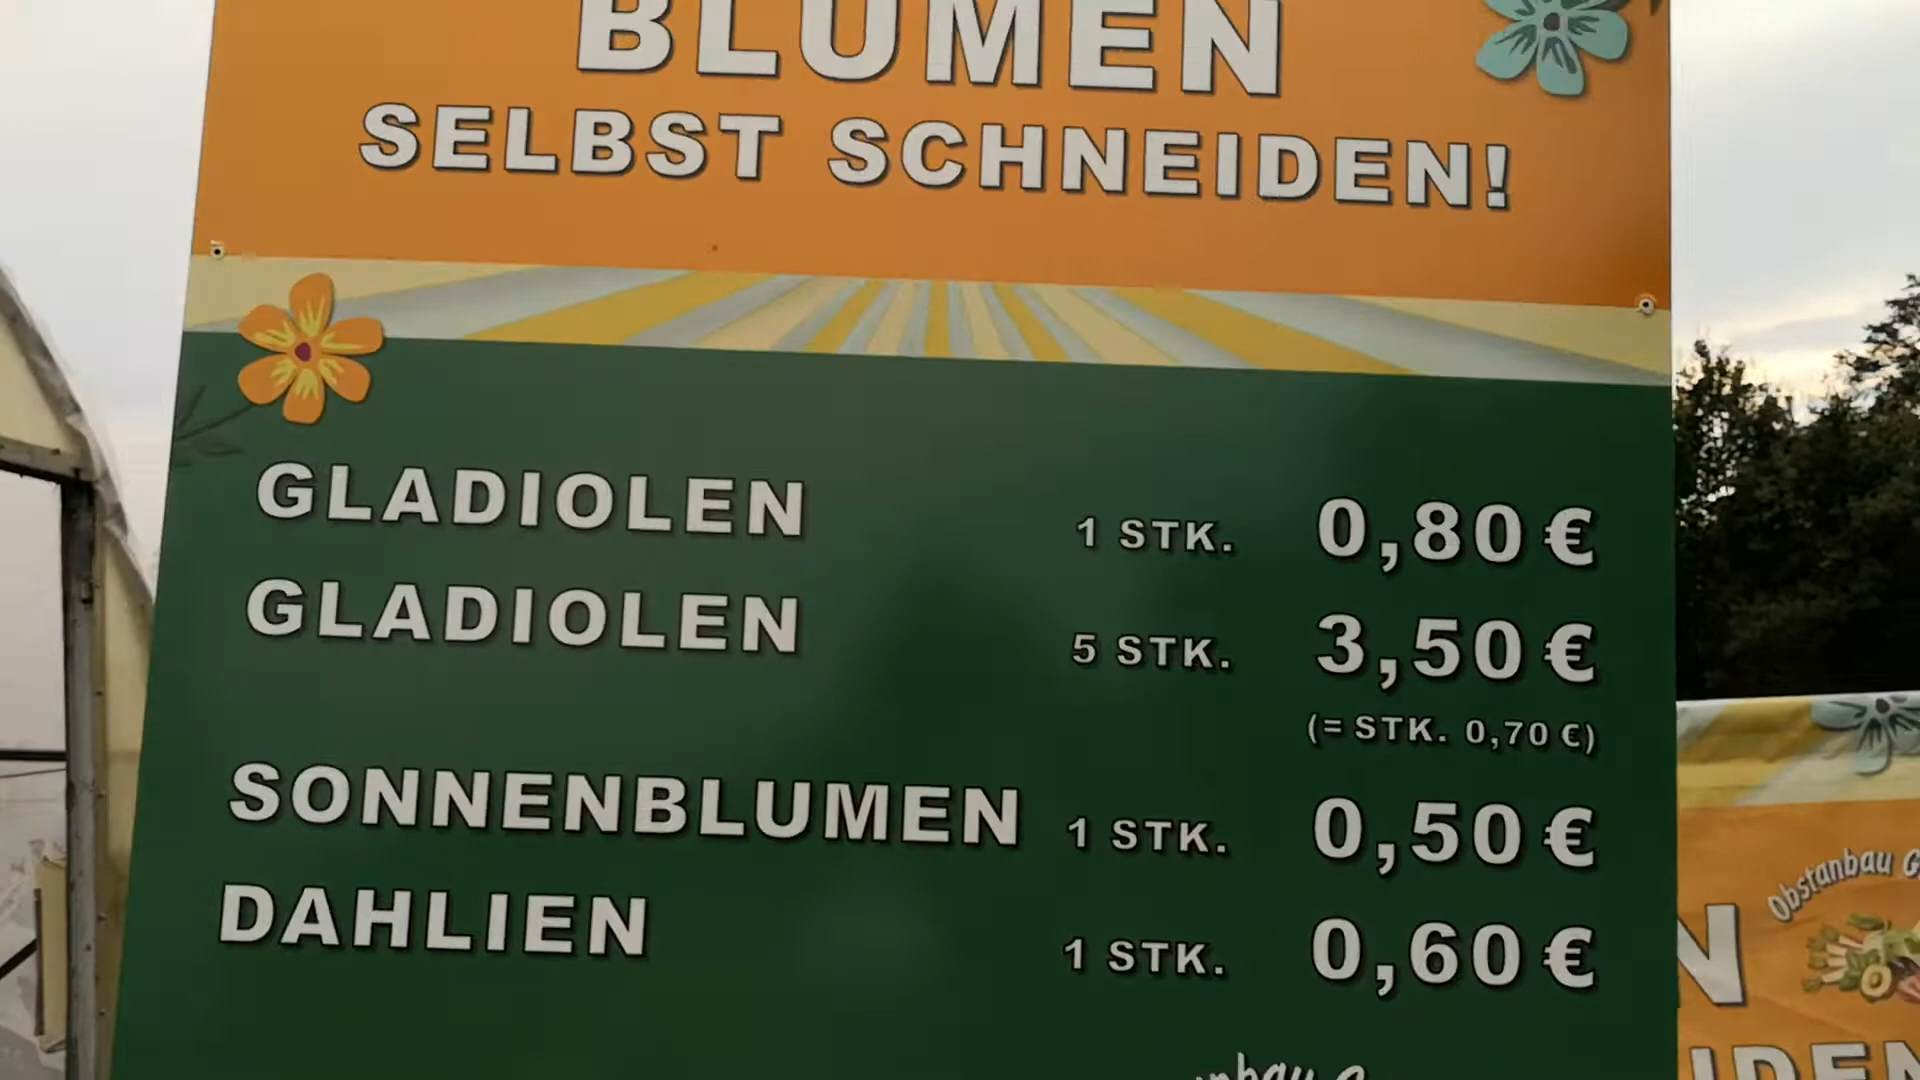 BLUMEN
SELBST SCHNEIDEN!
GLADIOLEN 1 STK. 0,80 €
GLADIOLEN 5 STK. 3,50 €
(= STK. 0,70 €)
SONNENBLUMEN 1 STK. 0,50 €
DAHLIEN 1 STK. 0,60 €
Obstanbau